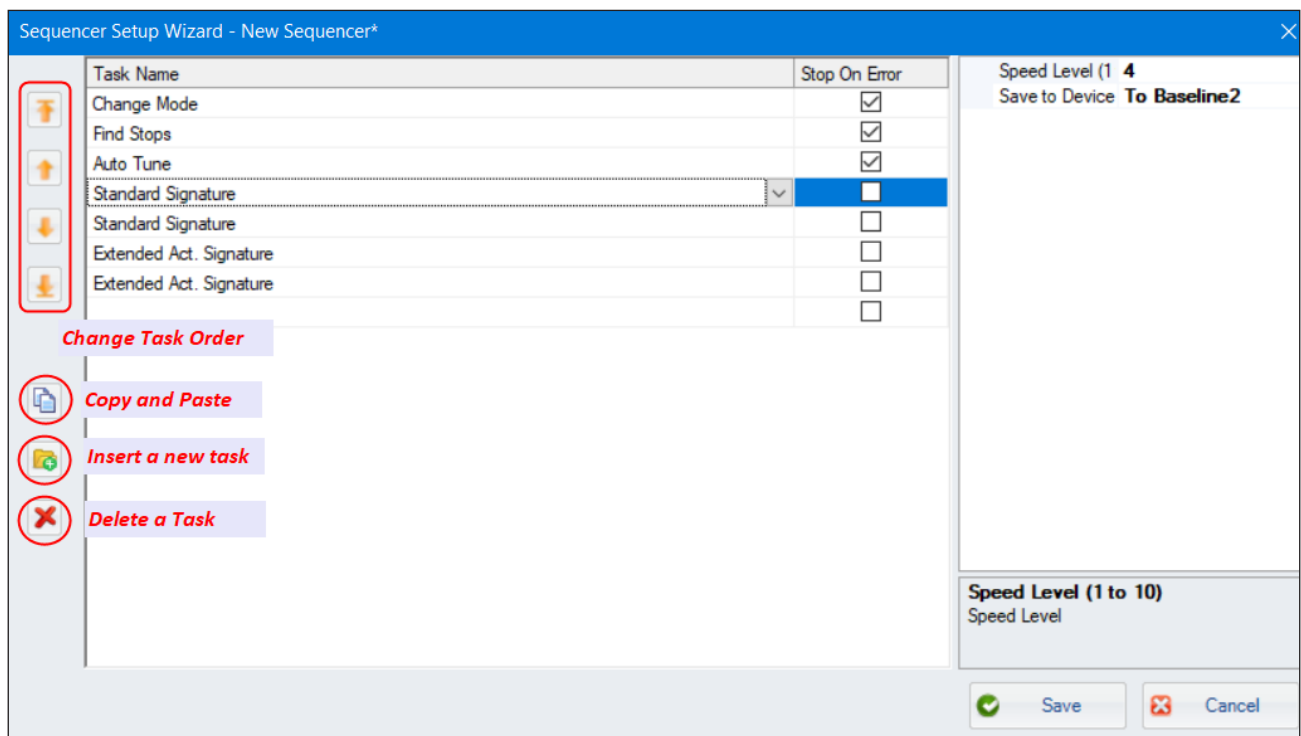 Sequencer Setup Wizard - New Sequencer*
Task Name Stop On Error
Change Mode
Find Stops
Auto Tune
Standard Signature
Standard Signature
Extended Act. Signature
Extended Act. Signature
Change Task Order
Copy and Paste
Insert a new task
Delete a Task
Speed Level (1 4
Save to Device To Baseline2
Speed Level (1 to 10)
Speed Level
Save Cancel